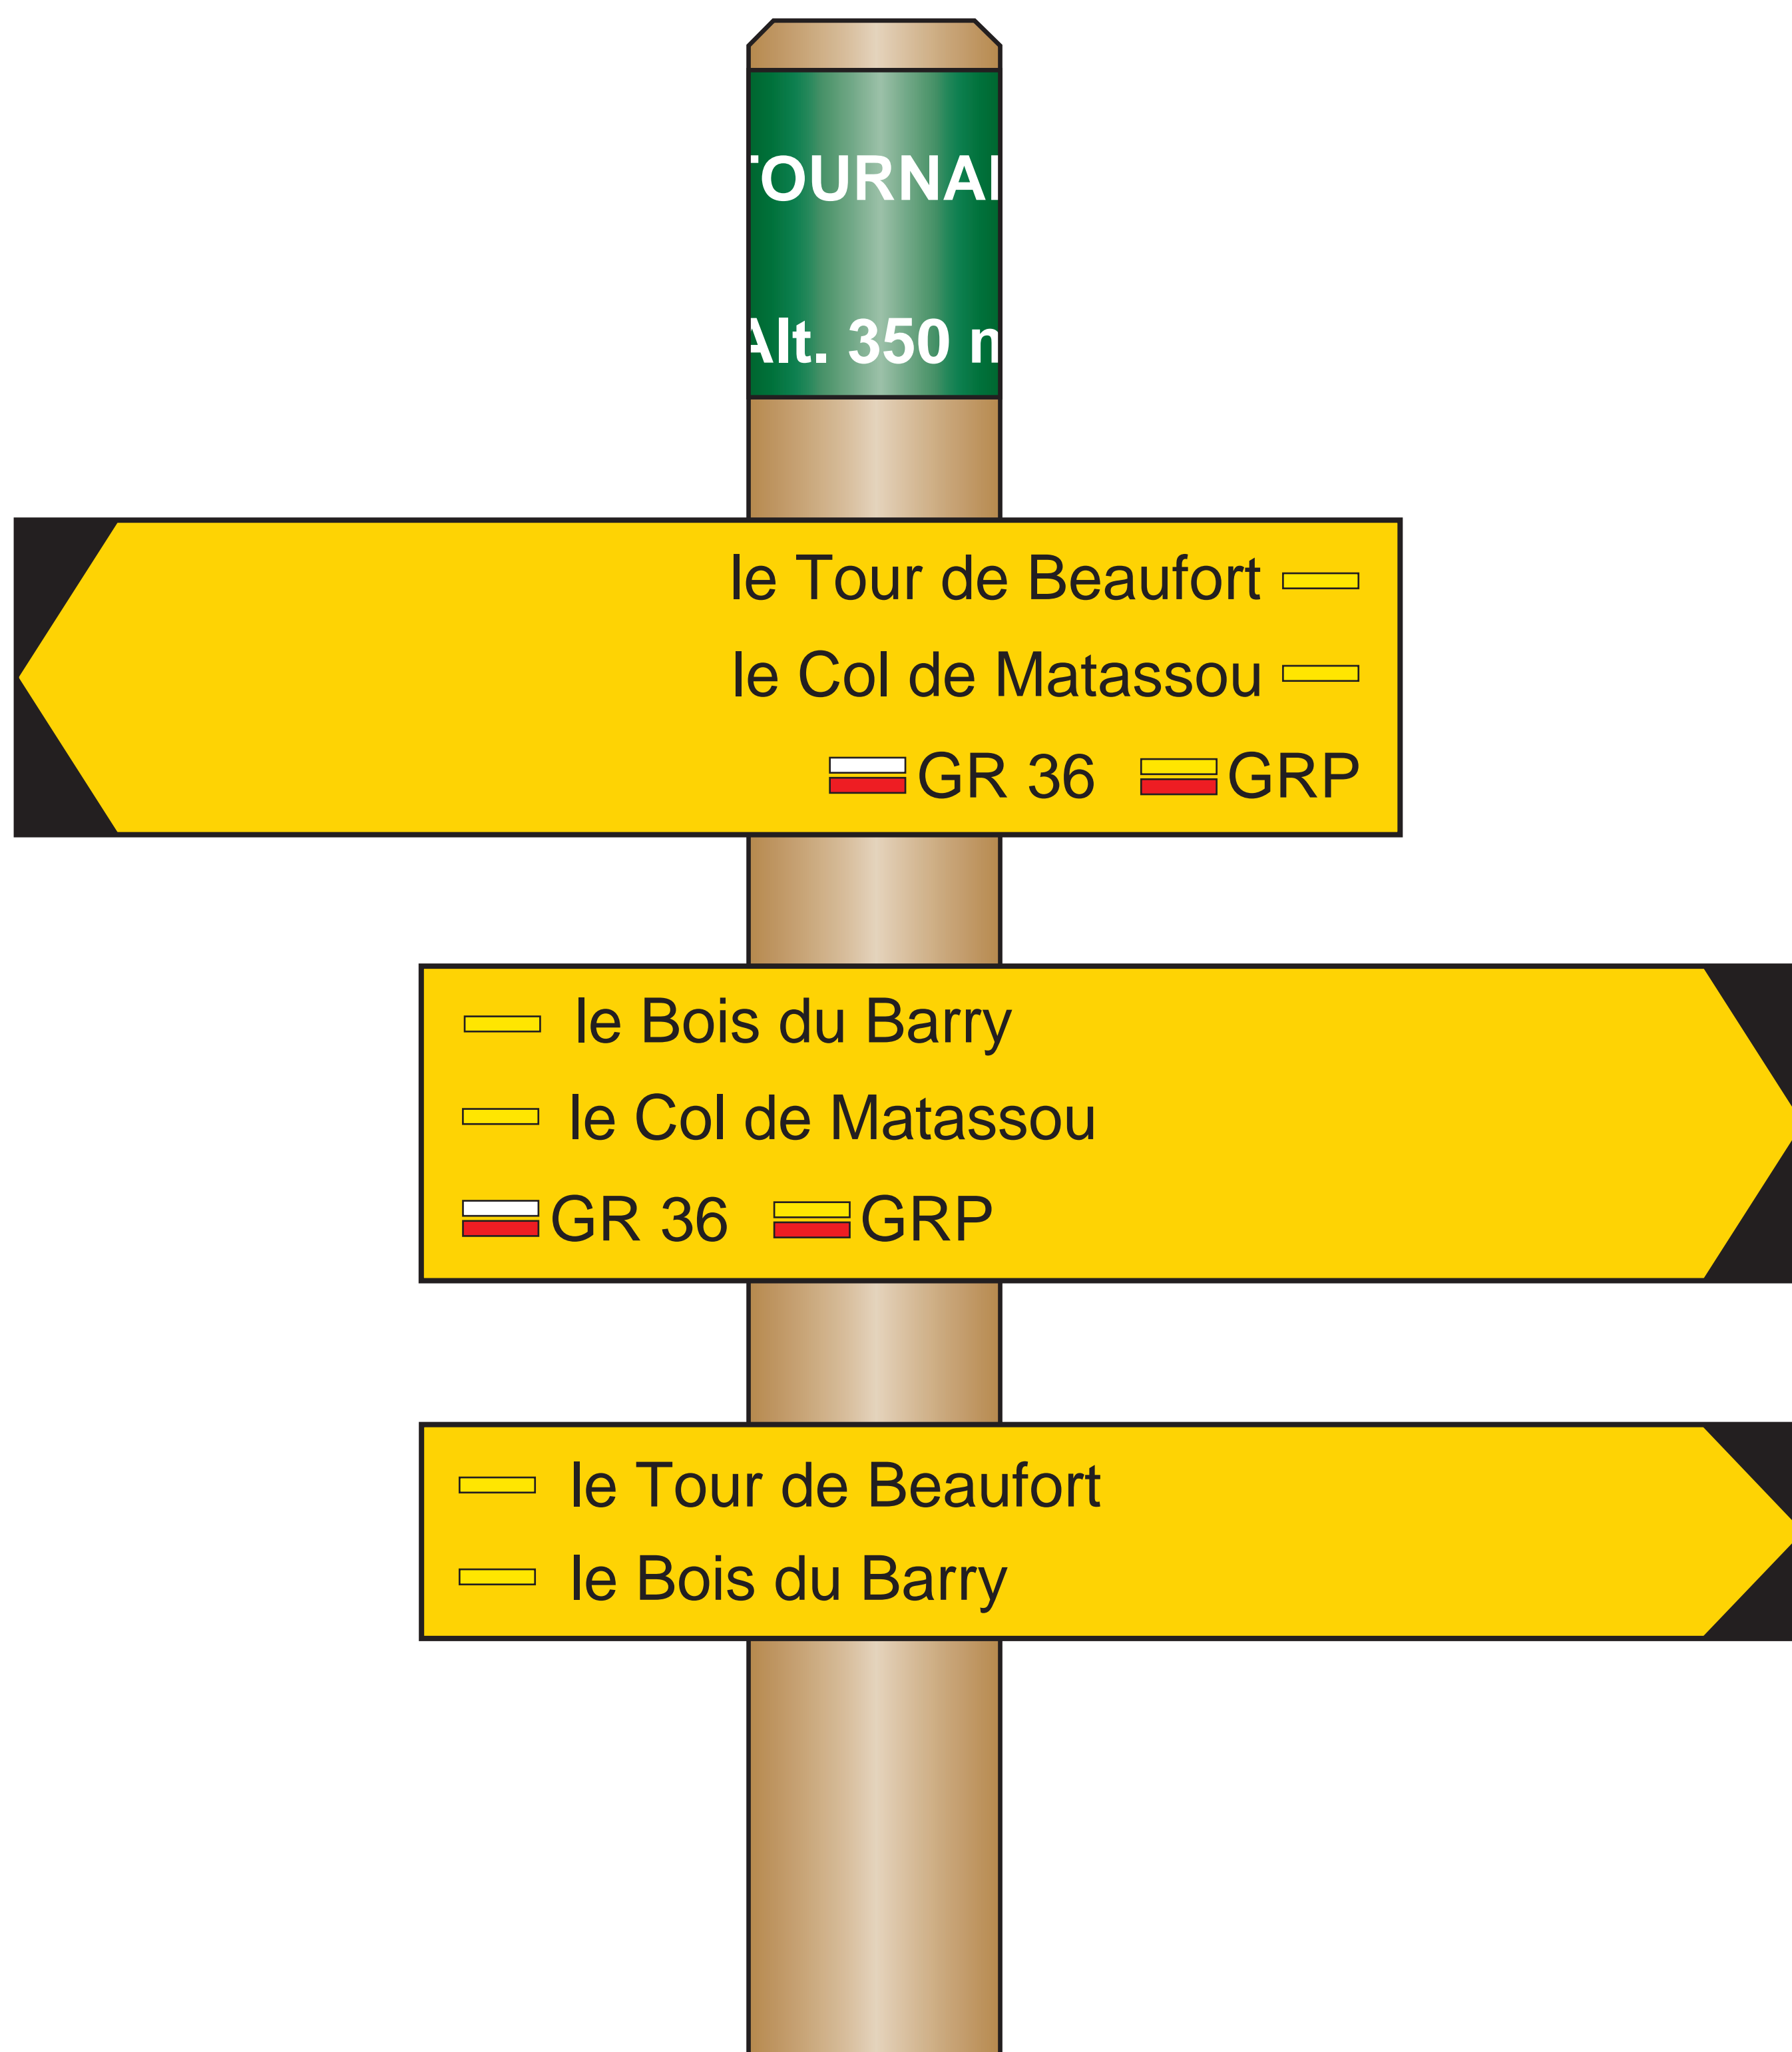 TOURNAI
Alt. 350 m
le Tour de Beaufort
le Col de Matassou
GR 36 GRP
le Bois du Barry
le Col de Matassou
GR 36 GRP
le Tour de Beaufort
le Bois du Barry